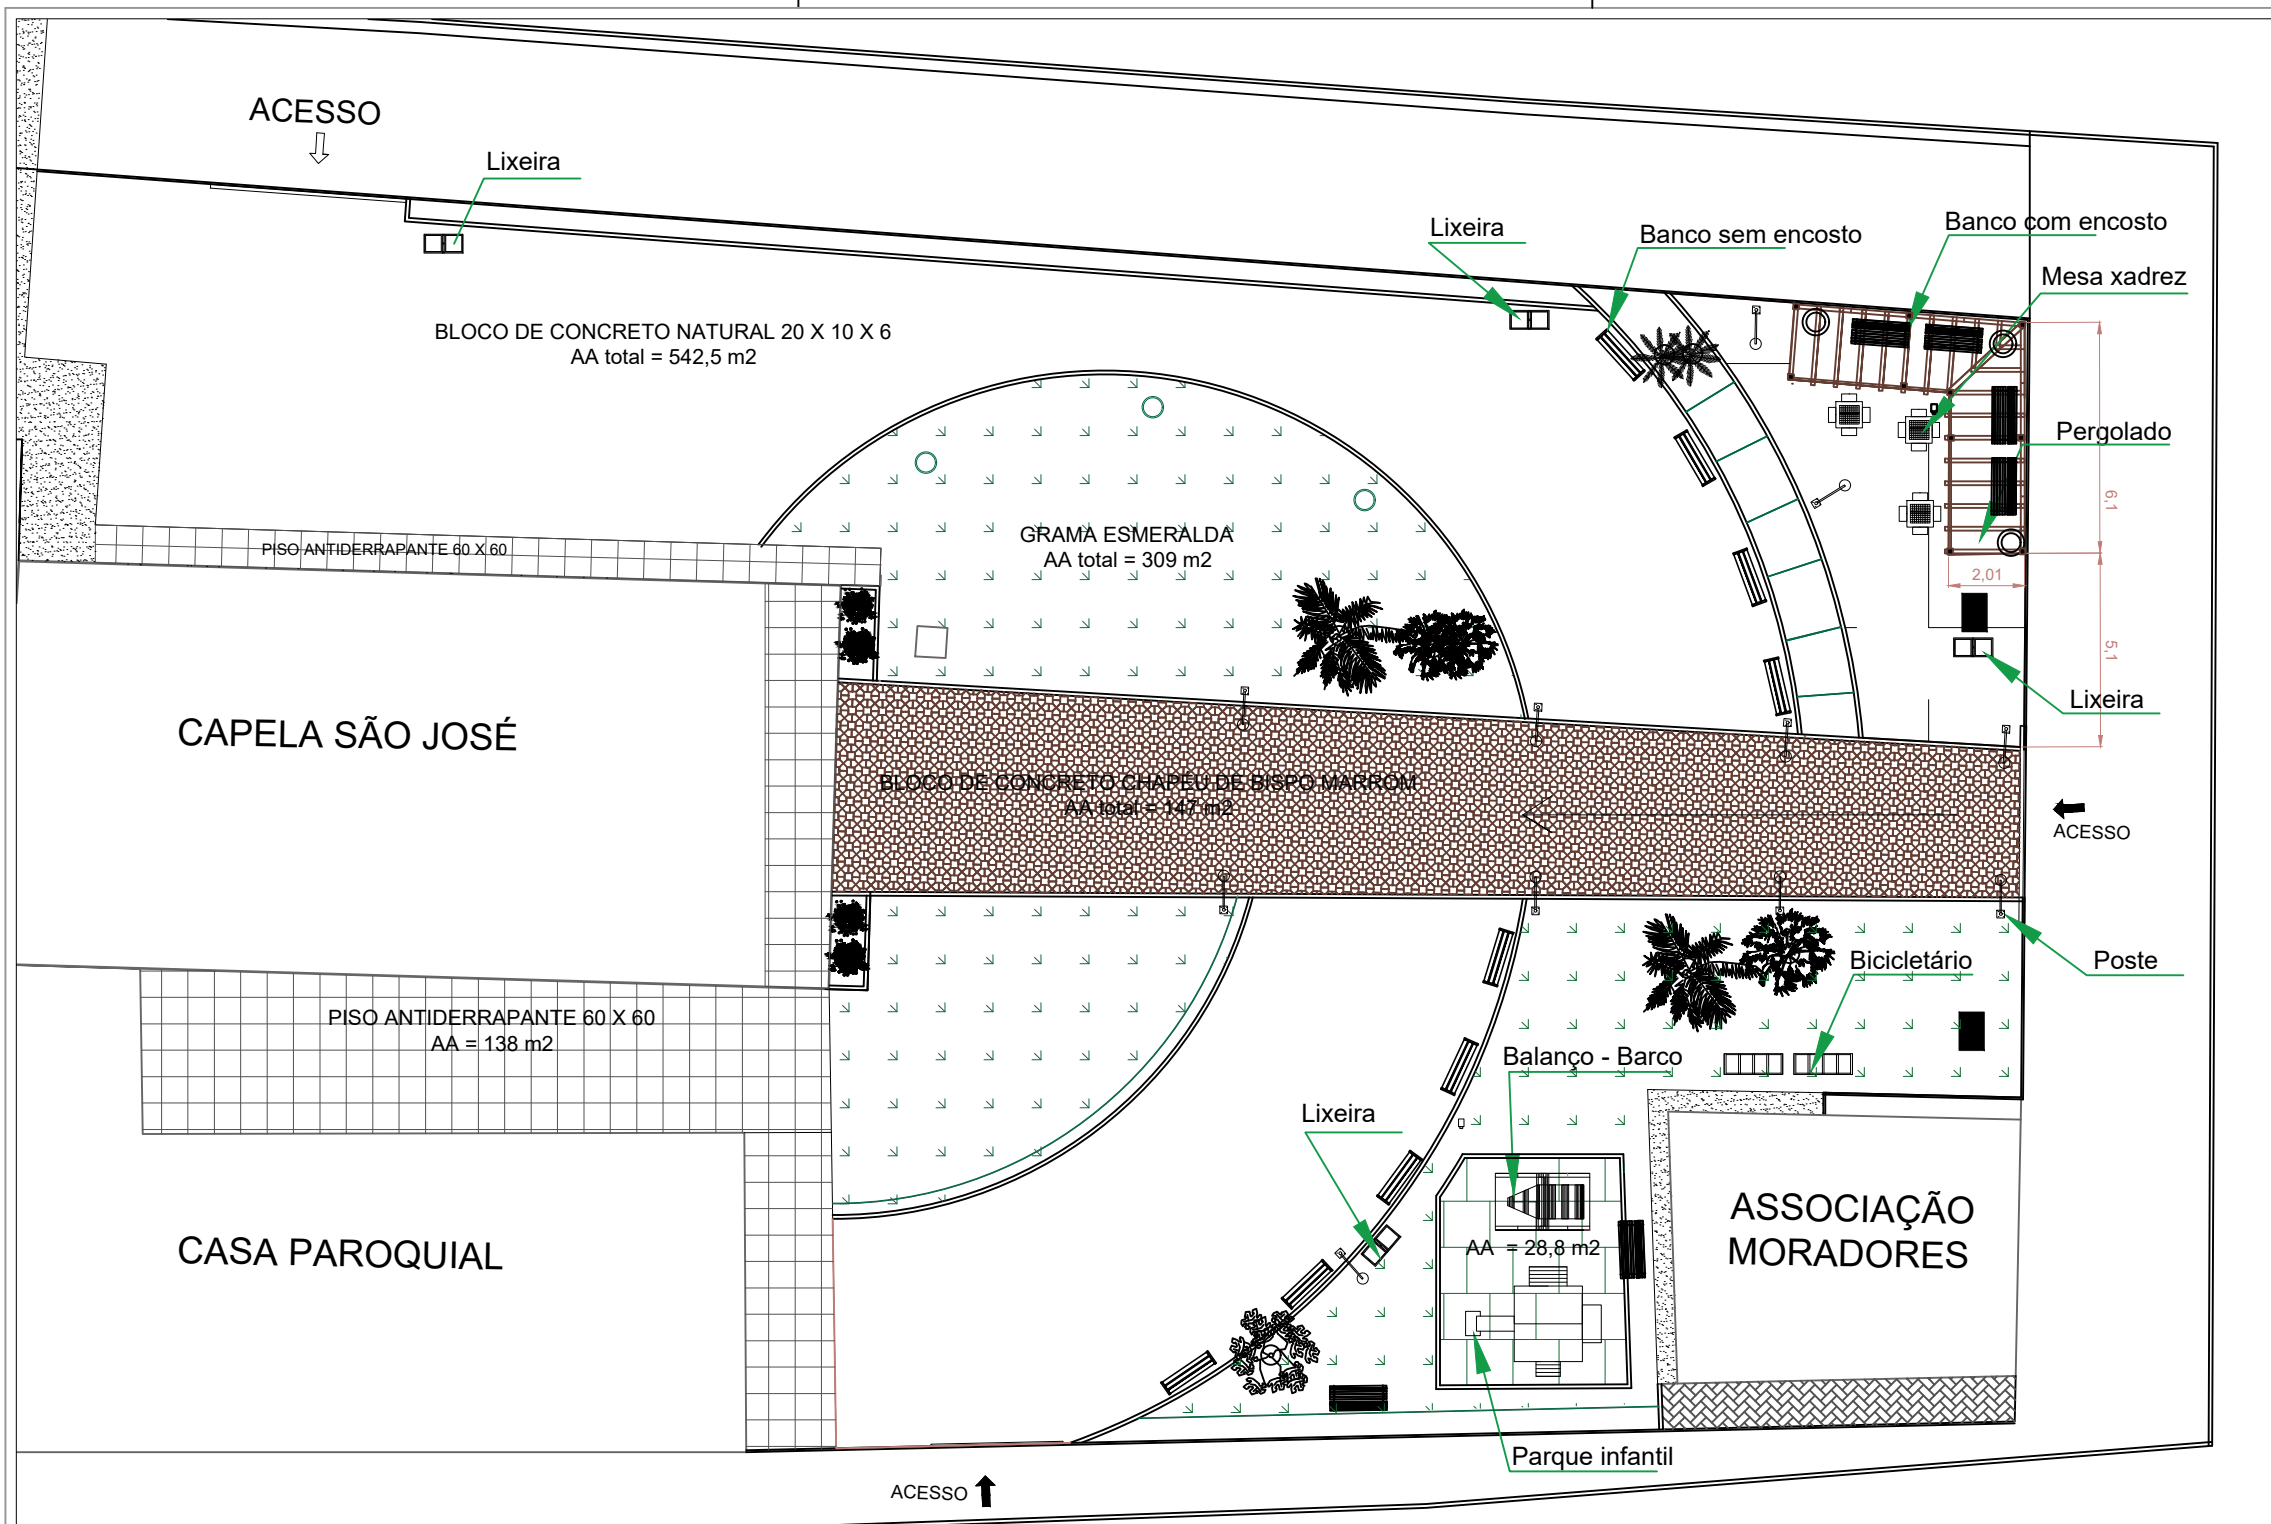 ACESSO
Lixeira
Lixeira
Banco sem encosto
Banco com encosto
Mesa xadrez
BLOCO DE CONCRETO NATURAL 20 X 10 X 6
AA total = 542,5 m2
Pergolado
6,1
GRAMA ESMERALDA
AA total = 309 m2
PISO ANTIDERRAPANTE 60 X 60
2,01
5,1
Lixeira
CAPELA SÃO JOSÉ
BLOCO DE CONCRETO CHAPÉU DE BISPO MARROM
AA total = 147 m2
ACESSO
Bicicletário
Poste
PISO ANTIDERRAPANTE 60 X 60
AA = 138 m2
Balanço - Barco
Lixeira
ASSOCIAÇÃO
MORADORES
CASA PAROQUIAL
AA = 28,8 m2
Parque infantil
ACESSO